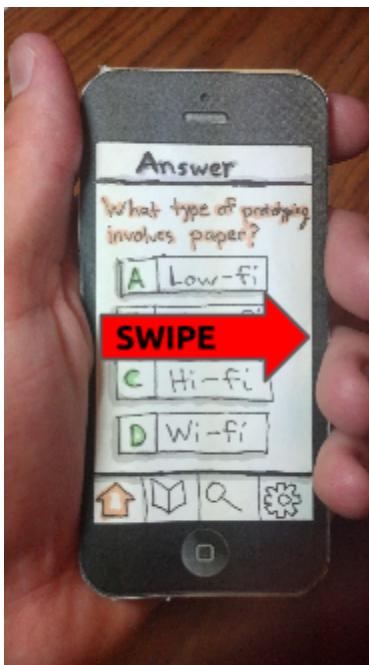 Answer
What type of prototyping
involves paper?
A Low-fi
SWIPE
C Hi-fi
D Wi-fi